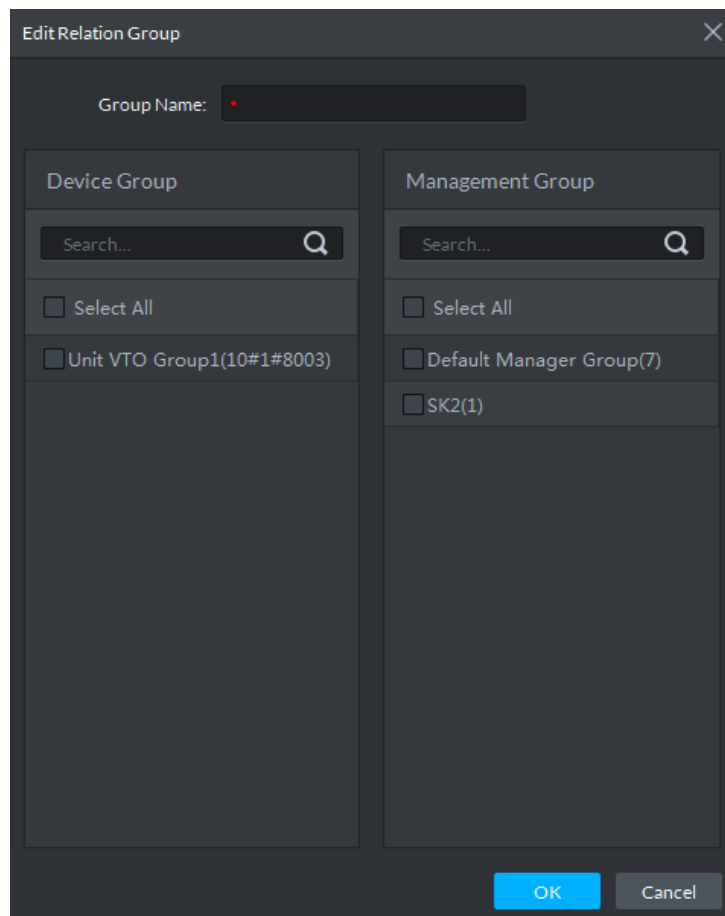 Edit Relation Group
Group Name:
Device Group
Search...
Select All
Unit VTO Group1(10#1#8003)
Management Group
Search...
Select All
Default Manager Group(7)
SK2(1)
OK
Cancel